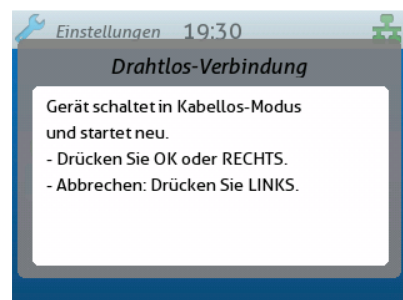 Einstellungen 19:30
Drahtlos-Verbindung
Gerät schaltet in Kabellos-Modus
und startet neu.
- Drücken Sie OK oder RECHTS.
- Abbrechen: Drücken Sie LINKS.